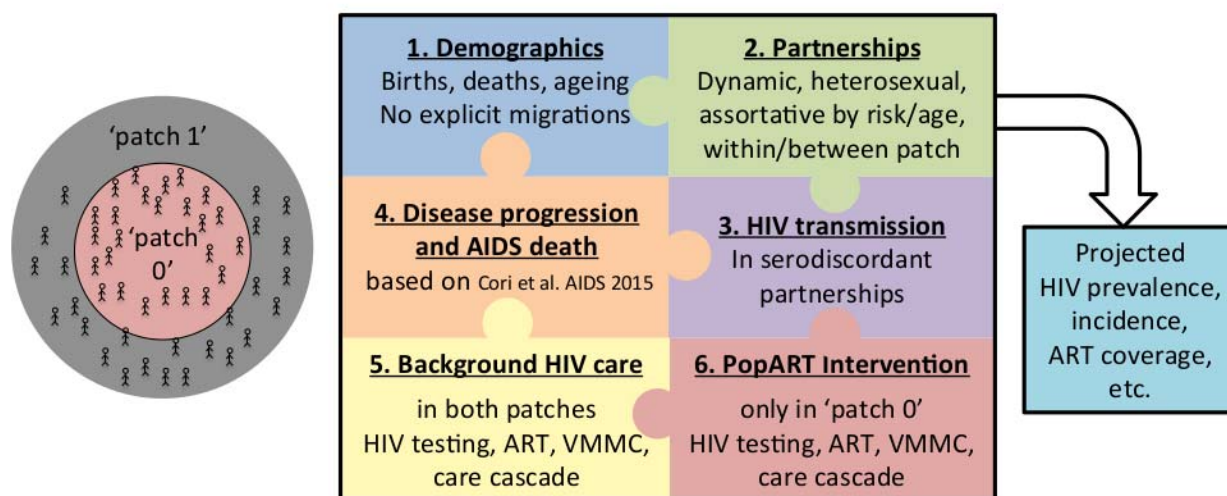 'patch 1'
'patch
0'
1. Demographics
Births, deaths, ageing
No explicit migrations
2. Partnerships
Dynamic, heterosexual,
assortative by risk/age,
within/between patch
4. Disease progression
and AIDS death
based on Cori et al. AIDS 2015
3. HIV transmission
In serodiscordant
partnerships
5. Background HIV care
in both patches
HIV testing, ART, VMMC,
care cascade
6. PopART Intervention
only in 'patch 0'
HIV testing, ART, VMMC,
care cascade
Projected
HIV prevalence,
incidence,
ART coverage,
etc.